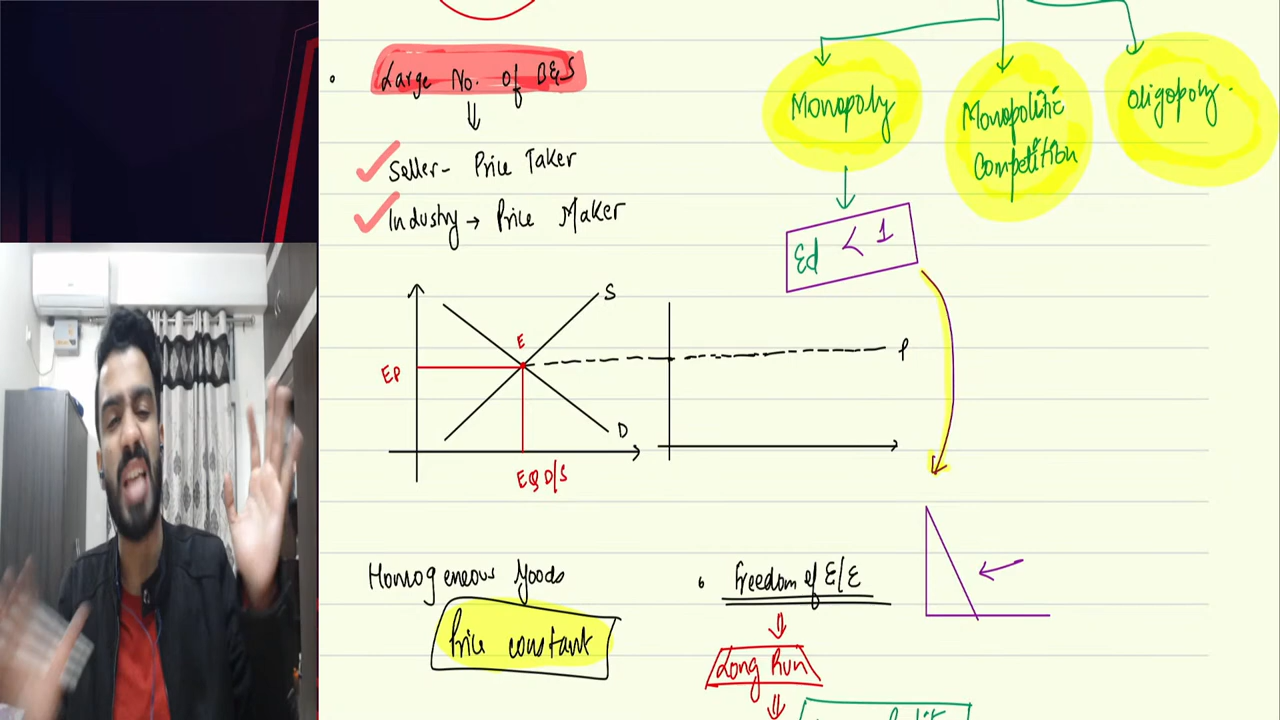 Large No. of B&S
Seller- Price Taker
Industry → Price Maker
S
E
EP
D
EQ D/S
P
Homogeneous Goods
Price constant
Monopoly
Monopolitic
Competition
Oligopoly
Ed < 1
Freedom of E/E
Long Run